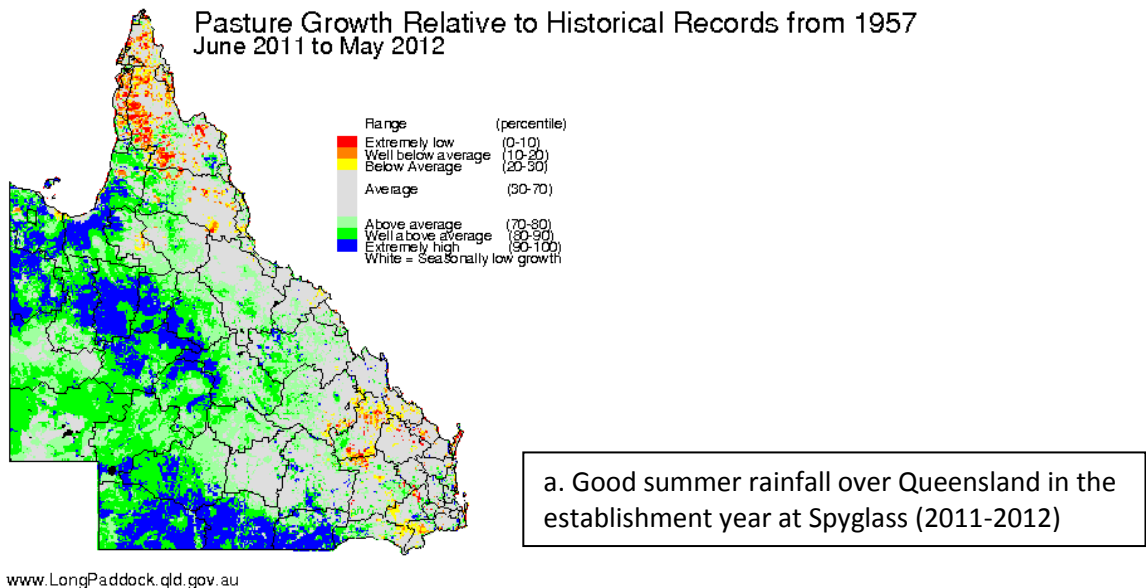 Pasture Growth Relative to Historical Records from 1957
June 2011 to May 2012
Range (percentile)
Extremely low (0-10)
Well below average (10-20)
Below Average (20-30)
Average (30-70)
Above average (70-80)
Well above average (80-90)
Extremely high (90-100)
White = Seasonally low growth
a. Good summer rainfall over Queensland in the
establishment year at Spyglass (2011-2012)
www.LongPaddock.qld.gov.au